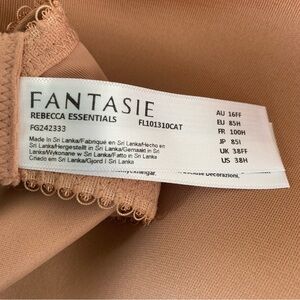 FANTASIE
REBECCA ESSENTIALS FL101310CAT
FG242333
Made In Sri Lanka/Fabriqué en Sri Lanka/Hecho en
Sri Lanka/Hergestellt in Sri Lanka/Gemaakt in Sri
Lanka/Wykonane w Sri Lanka/Fatto in Sri Lanka
Criado em Sri Lanka/Gjord I Sri Lanka
AU 16FF
EU 85H
FR 100H
JP 85I
UK 38FF
US 38H
Decorazioni,